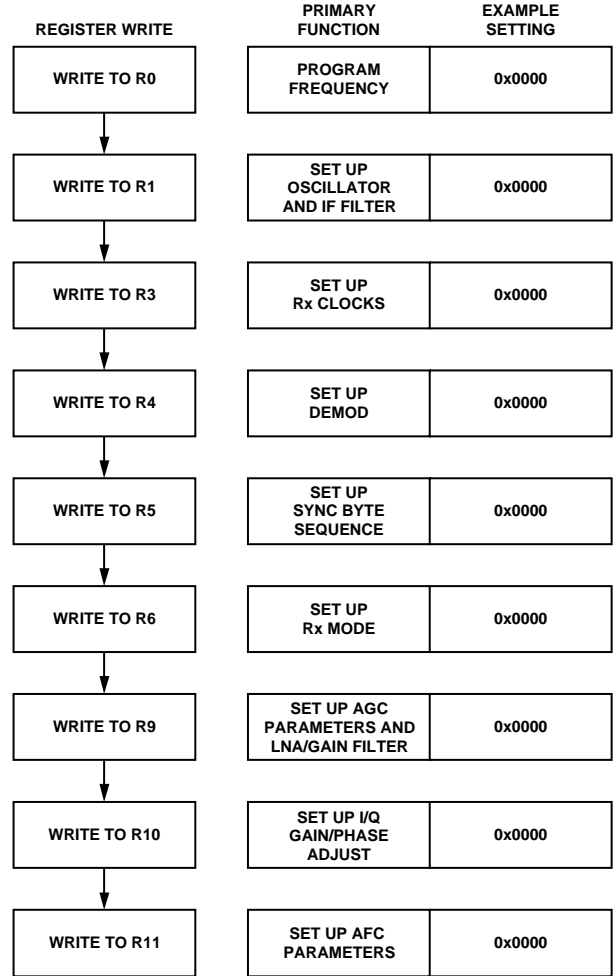 REGISTER WRITE
PRIMARY
FUNCTION
EXAMPLE
SETTING
WRITE TO R0
PROGRAM
FREQUENCY
0x0000
WRITE TO R1
SET UP
OSCILLATOR
AND IF FILTER
0x0000
WRITE TO R3
SET UP
Rx CLOCKS
0x0000
WRITE TO R4
SET UP
DEMOD
0x0000
WRITE TO R5
SET UP
SYNC BYTE
SEQUENCE
0x0000
WRITE TO R6
SET UP
Rx MODE
0x0000
WRITE TO R9
SET UP AGC
PARAMETERS AND
LNA/GAIN FILTER
0x0000
WRITE TO R10
SET UP I/Q
GAIN/PHASE
ADJUST
0x0000
WRITE TO R11
SET UP AFC
PARAMETERS
0x0000